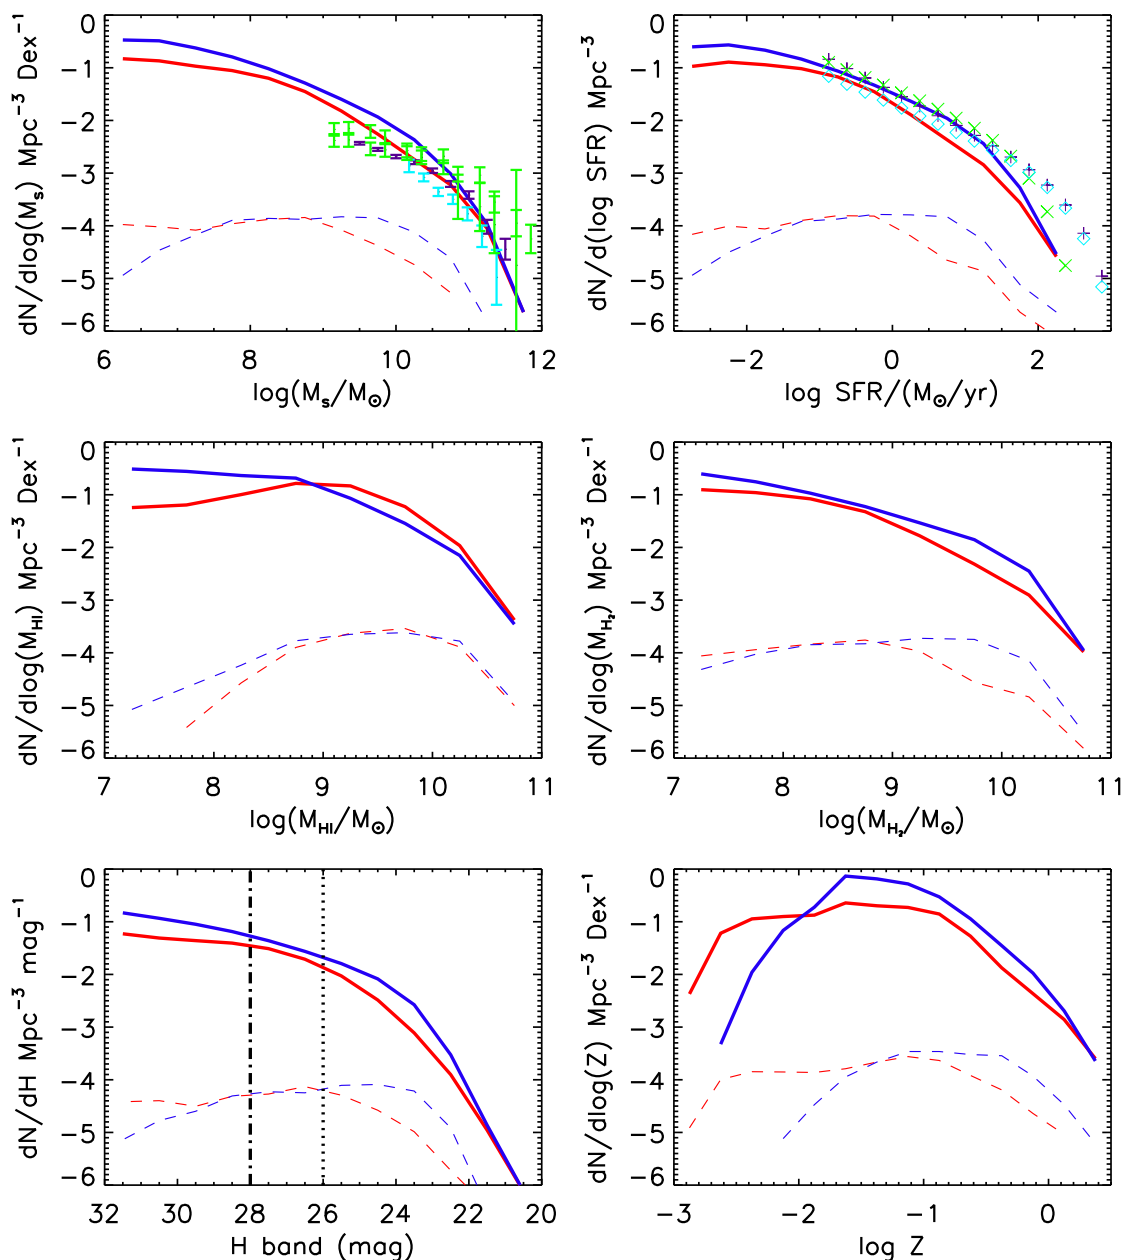 dN/dlog(Mₛ) Mpc⁻³ Dex⁻¹
0
−1
−2
−3
−4
−5
−6
6 8 10 12
log(Mₛ/M⊙)
dN/d(log SFR) Mpc⁻³
0
−1
−2
−3
−4
−5
−6
−2 0 2
log SFR/(M⊙/yr)
dN/dlog(M_HI) Mpc⁻³ Dex⁻¹
0
−1
−2
−3
−4
−5
−6
7 8 9 10 11
log(M_HI/M⊙)
dN/dlog(M_H₂) Mpc⁻³ Dex⁻¹
0
−1
−2
−3
−4
−5
−6
7 8 9 10 11
log(M_H₂/M⊙)
dN/dH Mpc⁻³ mag⁻¹
0
−1
−2
−3
−4
−5
−6
32 30 28 26 24 22 20
H band (mag)
dN/dlog(Z) Mpc⁻³ Dex⁻¹
0
−1
−2
−3
−4
−5
−6
−3 −2 −1 0
log Z